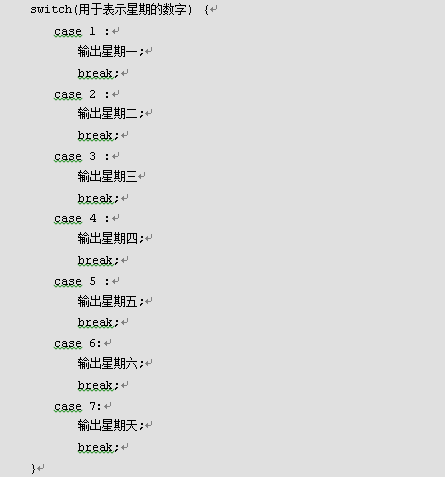 switch(用于表示星期的数字) {
case 1 :
输出星期一;
break;
case 2 :
输出星期二;
break;
case 3 :
输出星期三
break;
case 4 :
输出星期四;
break;
case 5 :
输出星期五;
break;
case 6:
输出星期六;
break;
case 7:
输出星期天;
break;
}